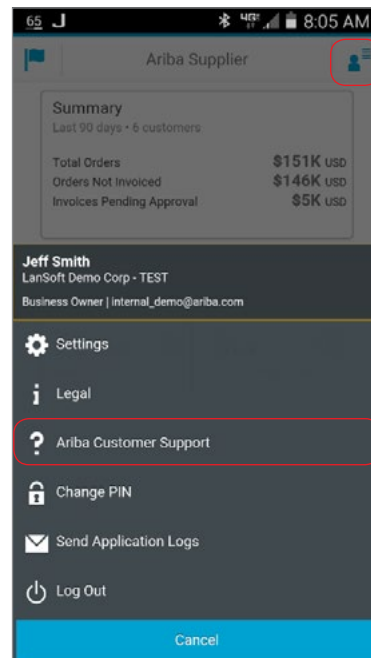 65 J 4G 8:05 AM
Ariba Supplier
Summary
Last 90 days • 6 customers
Total Orders $151K USD
Orders Not Invoiced $146K USD
Invoices Pending Approval $5K USD
Jeff Smith
LanSoft Demo Corp - TEST
Business Owner | internal_demo@ariba.com
Settings
Legal
Ariba Customer Support
Change PIN
Send Application Logs
Log Out
Cancel